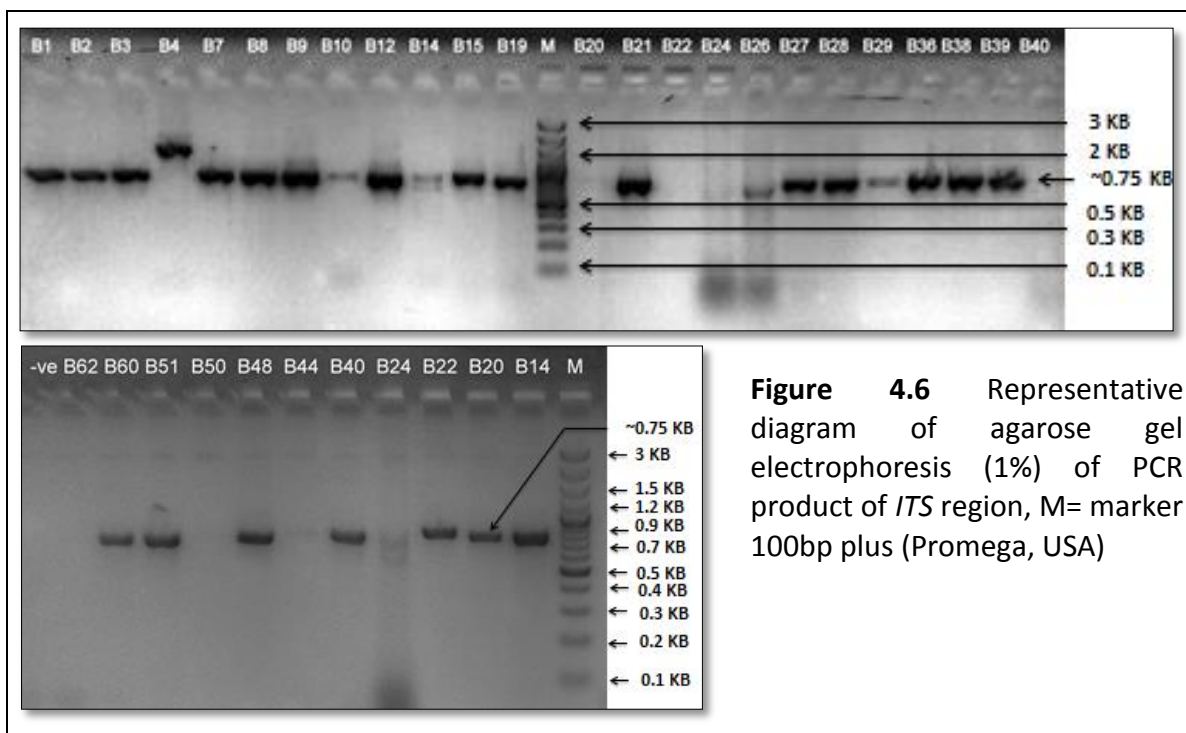 B1 B2 B3 B4 B7 B8 B9 B10 B12 B14 B15 B19 M B20 B21 B22 B24 B26 B27 B28 B29 B36 B38 B39 B40
3 KB
2 KB
~0.75 KB
0.5 KB
0.3 KB
0.1 KB
-ve B62 B60 B51 B50 B48 B44 B40 B24 B22 B20 B14 M
~0.75 KB
3 KB
1.5 KB
1.2 KB
0.9 KB
0.7 KB
0.5 KB
0.4 KB
0.3 KB
0.2 KB
0.1 KB
Figure 4.6 Representative
diagram of agarose gel
electrophoresis (1%) of PCR
product of ITS region, M= marker
100bp plus (Promega, USA)